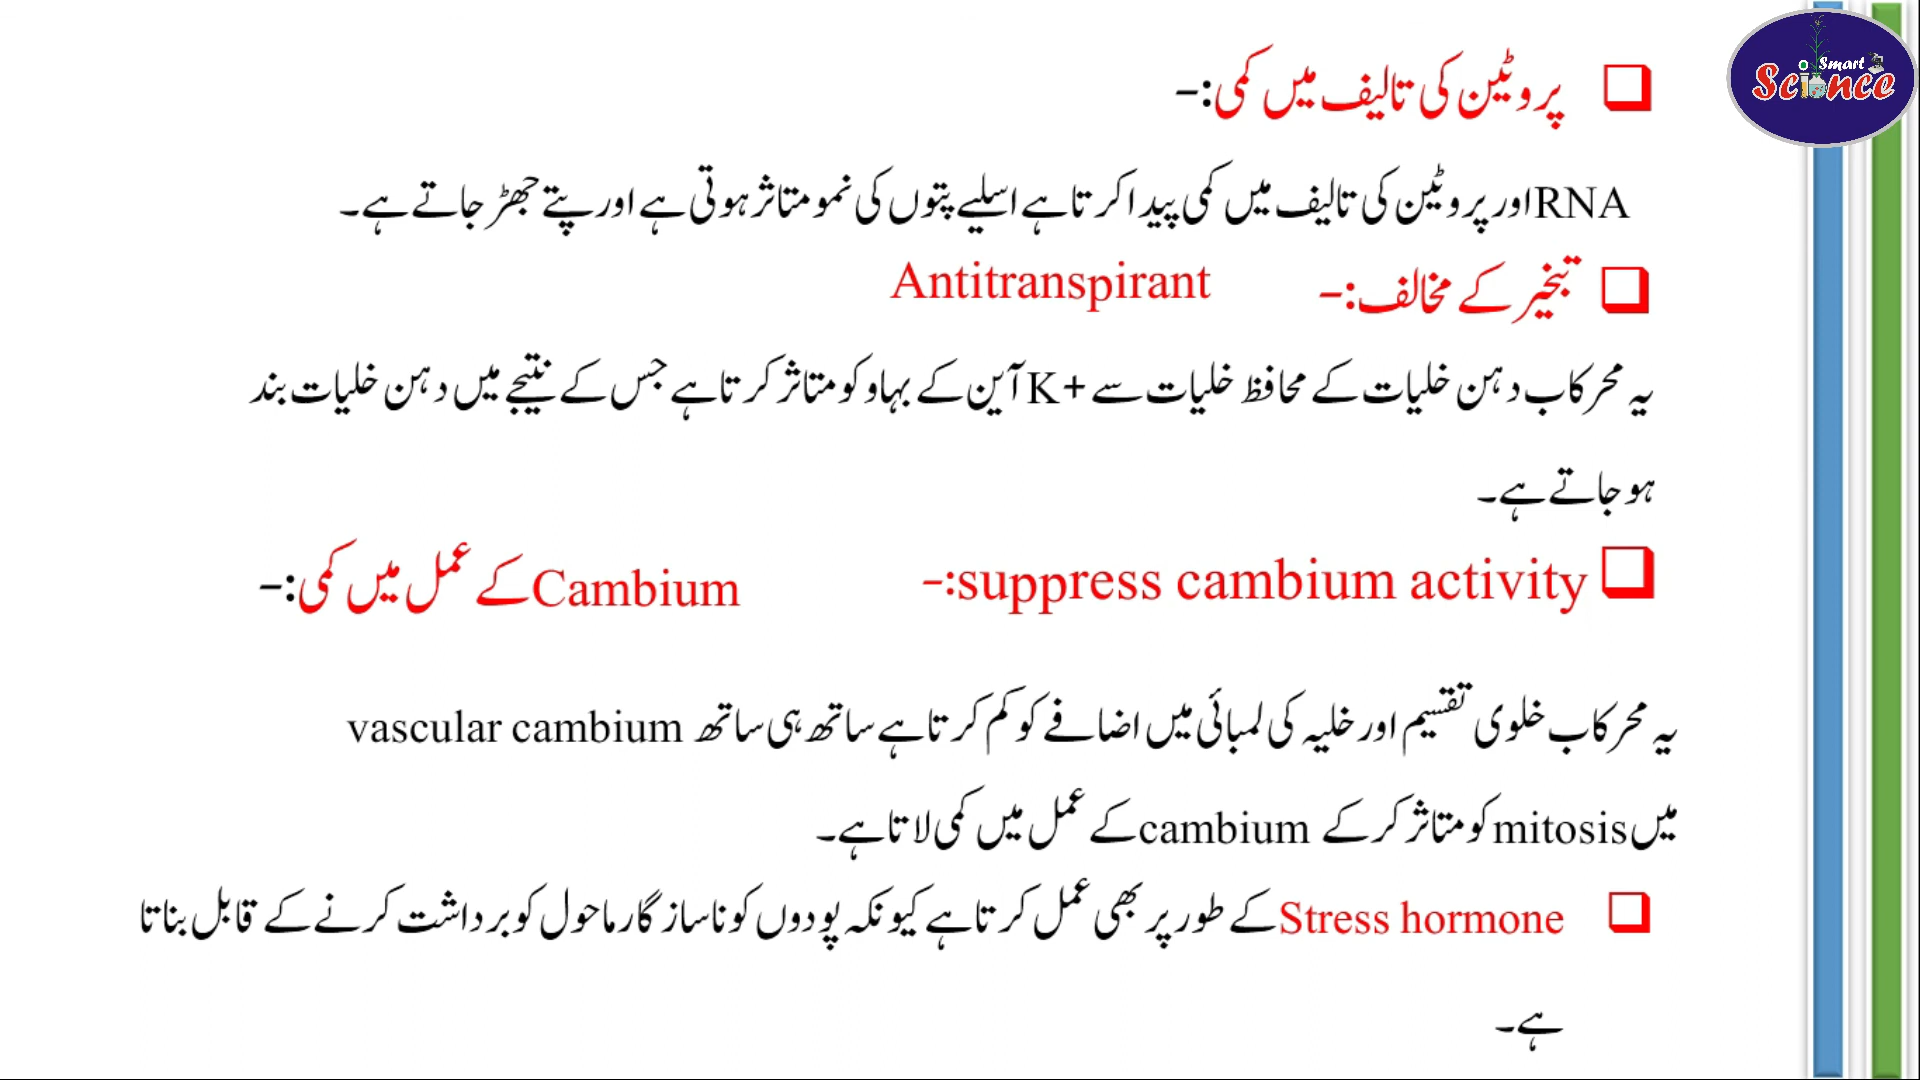 Smart
Science
پروٹین کی تالیف میں کمی:-
RNAاور پروٹین کی تالیف میں کمی پیدا کرتا ہے اسلیے پتوں کی نمو متاثر ہوتی ہے اور پتے جھڑ جاتے ہے۔
تبخیر کے مخالف:- Antitranspirant
یہ محرکاب دہن خلیات کے محافظ خلیات سے +K آین کے بہاو کو متاثر کرتا ہے جس کے نتیجے میں دہن خلیات بند
ہو جاتے ہے۔
suppress cambium activity:- Cambiumکے عمل میں کمی:-
یہ محرکاب خلوی تقسیم اور خلیہ کی لمبائی میں اضافے کو کم کرتا ہے ساتھ ہی ساتھ vascular cambium
میںmitosisکو متاثر کر کے cambiumکے عمل میں کمی لاتا ہے۔
Stress hormoneکے طور پر بھی عمل کرتا ہے کیونکہ پودوں کو ناساز گار ماحول کو برداشت کرنے کے قابل بناتا
ہے۔